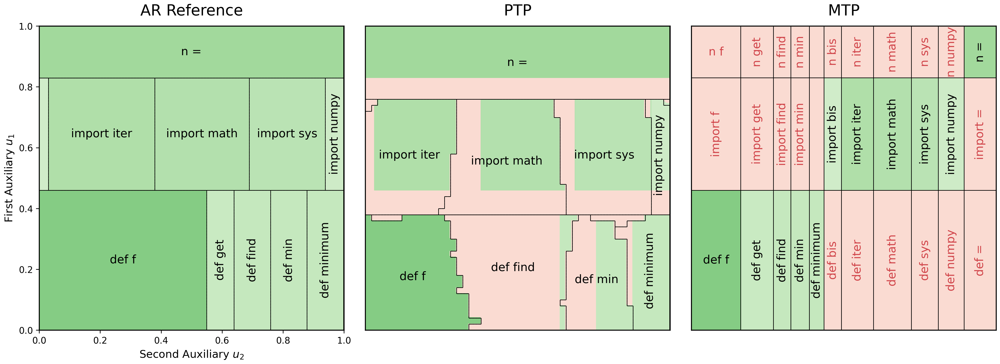 AR Reference
PTP
MTP
1.0
0.8
0.6
0.4
0.2
0.0
First Auxiliary u₁
n =
import iter
import math
import sys
import numpy
def f
def get
def find
def min
def minimum
0.0
0.2
0.4
0.6
0.8
1.0
Second Auxiliary u₂
n =
import iter
import math
import sys
import numpy
def f
def find
def min
def minimum
n f
n get
n find
n min
n bis
n iter
n math
n sys
n numpy
n =
import f
import get
import find
import min
import bis
import iter
import math
import sys
import numpy
import =
def f
def get
def find
def min
def minimum
def bis
def iter
def math
def sys
def numpy
def =